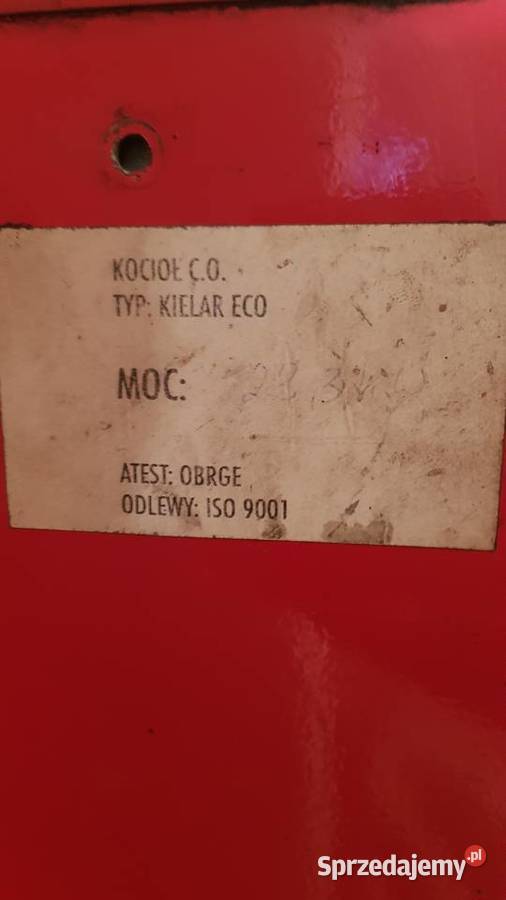 KOCIOŁ C.O.
TYP: KIELAR ECO
MOC:
ATEST: OBRGE
ODLEWY: ISO 9001
Sprzedajemy.pl